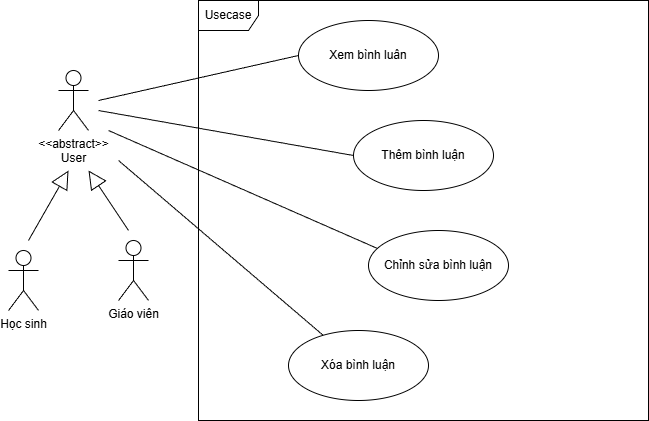 Usecase
Xem bình luân
<<abstract>>
User
Thêm bình luận
Chỉnh sửa bình luận
Học sinh
Giáo viên
Xóa bình luận